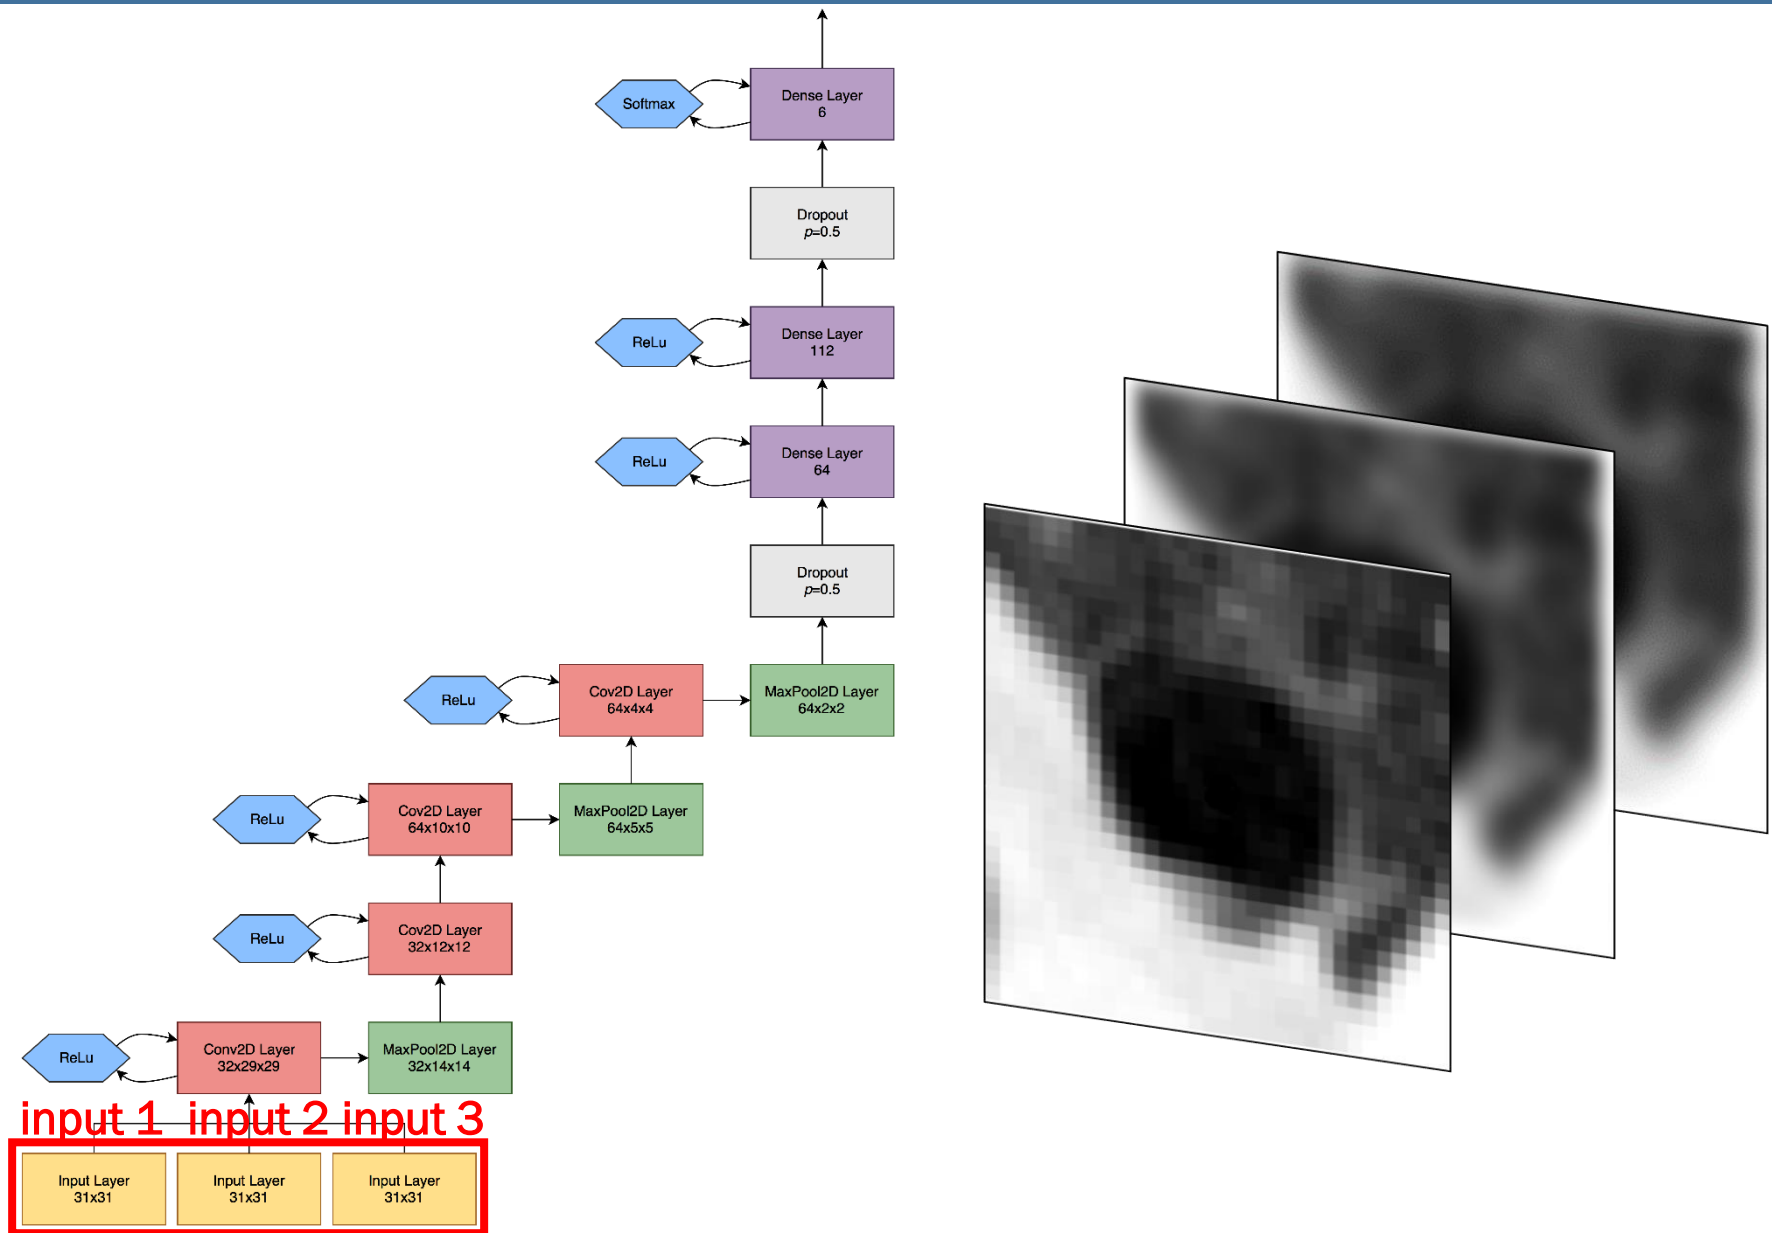 Softmax
Dense Layer
6
Dropout
p=0.5
ReLu
Dense Layer
112
ReLu
Dense Layer
64
Dropout
p=0.5
ReLu
Cov2D Layer
64x4x4
MaxPool2D Layer
64x2x2
ReLu
Cov2D Layer
64x10x10
MaxPool2D Layer
64x5x5
ReLu
Cov2D Layer
32x12x12
ReLu
Conv2D Layer
32x29x29
MaxPool2D Layer
32x14x14
input 1 input 2 input 3
Input Layer
31x31
Input Layer
31x31
Input Layer
31x31